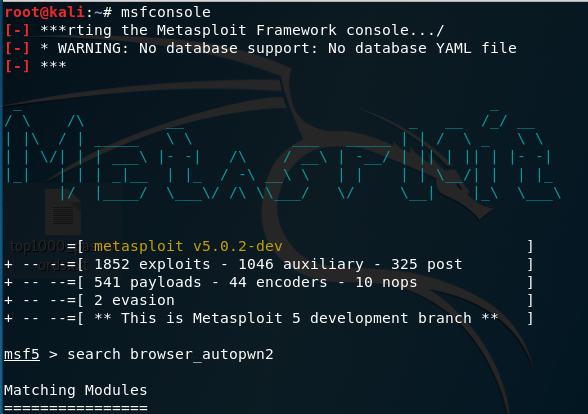 root@kali:~# msfconsole
[-] ***rting the Metasploit Framework console.../
[-] * WARNING: No database support: No database YAML file
[-] ***
Metasploit
=[ metasploit v5.0.2-dev ]
+ -- --=[ 1852 exploits - 1046 auxiliary - 325 post ]
+ -- --=[ 541 payloads - 44 encoders - 10 nops ]
+ -- --=[ 2 evasion ]
+ -- --=[ ** This is Metasploit 5 development branch ** ]
msf5 > search browser_autopwn2
Matching Modules
================